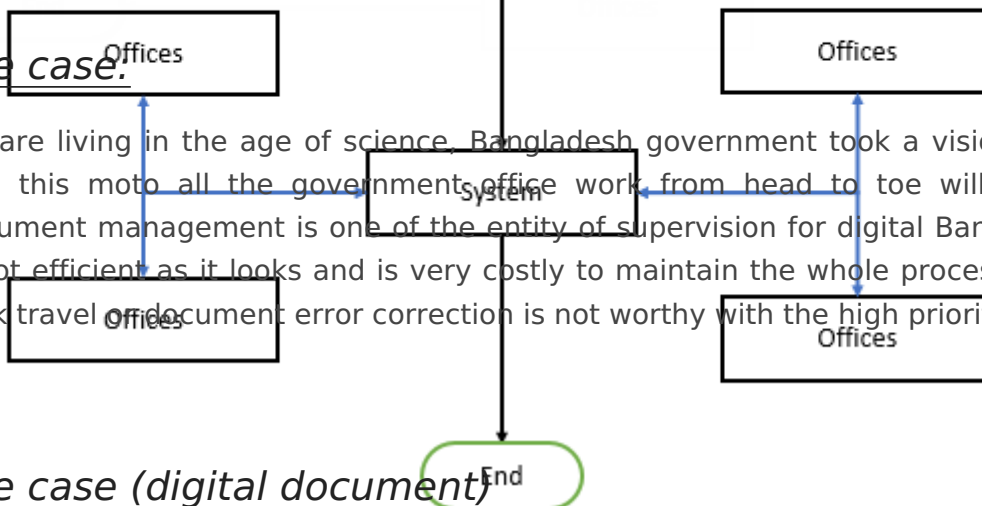 Offices
Offices
e case:
are living in the age of science, Bangladesh government took a visi
this moto all the government office work from head to toe will
System
ument management is one of the entity of supervision for digital Ban
ot efficient as it looks and is very costly to maintain the whole proces
k travel or document error correction is not worthy with the high priori
Offices
Offices
End
e case (digital document)